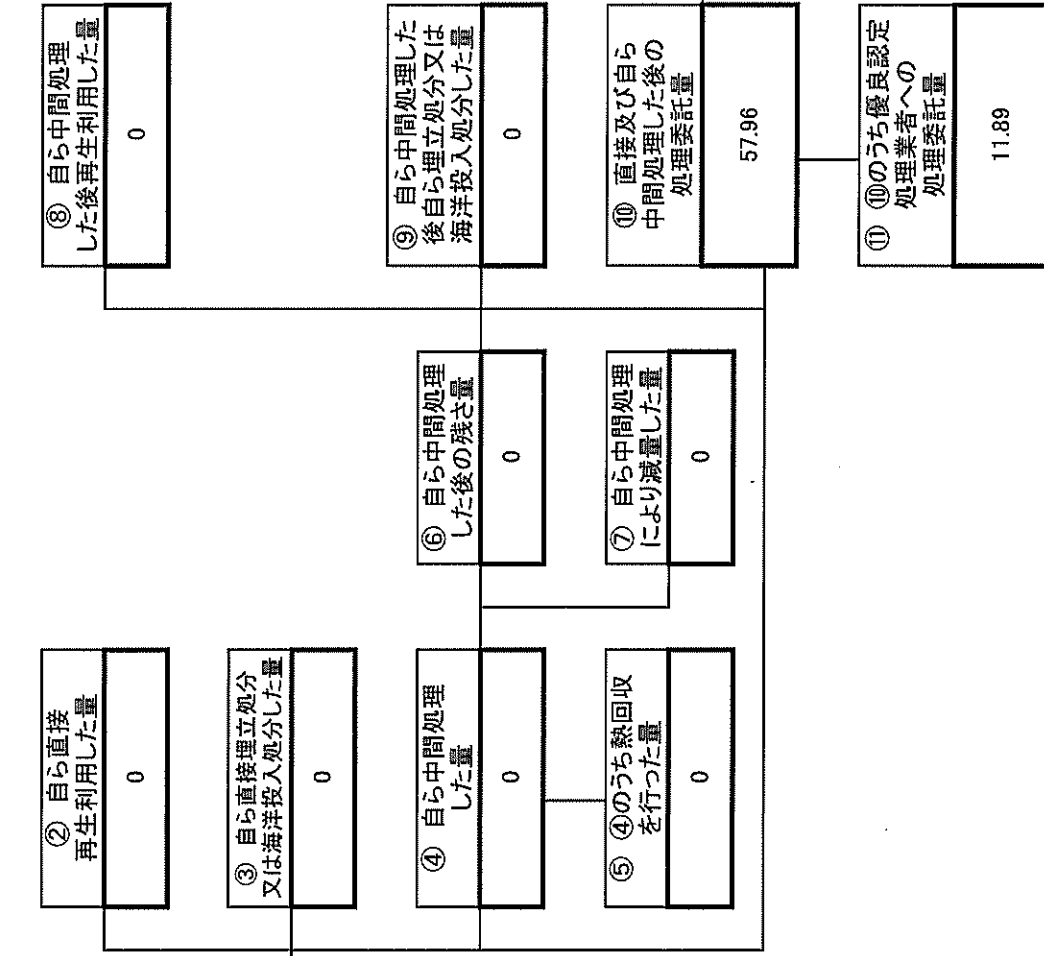 ② 自ら直接
再生利用した量
0
③ 自ら直接埋立処分
又は海洋投入処分した量
0
④ 自ら中間処理
した量
0
⑤ ④のうち熱回収
を行った量
0
⑥ 自ら中間処理
した後の残さ量
0
⑦ 自ら中間処理
により減量した量
0
⑧ 自ら中間処理
した後再生利用した量
0
⑨ 自ら中間処理した
後自ら埋立処分又は
海洋投入処分した量
0
⑩ 直接及び自ら
中間処理した後の
処理委託量
57.96
⑪ ⑩のうち優良認定
処理業者への
処理委託量
11.89